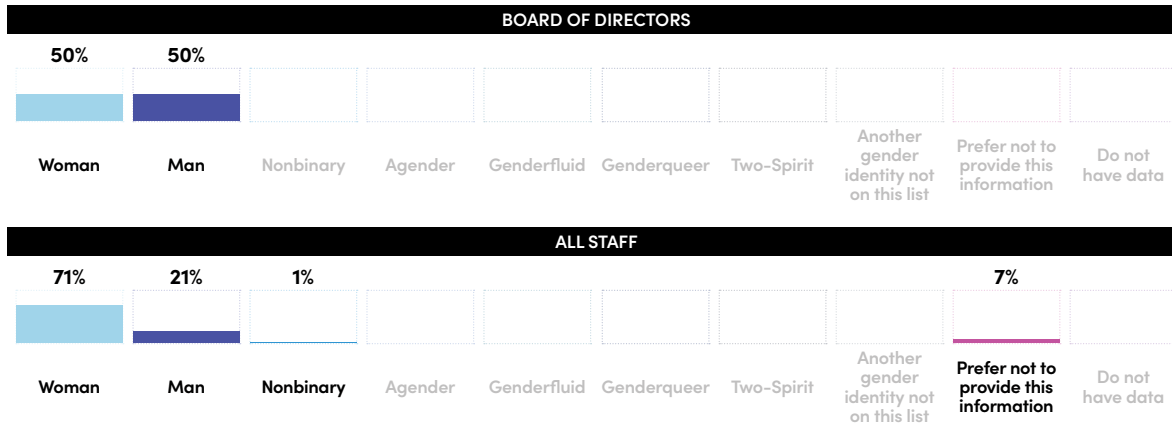 BOARD OF DIRECTORS
50% 50%
Woman Man Nonbinary Agender Genderfluid Genderqueer Two-Spirit
Another
gender
identity not
on this list
Prefer not to
provide this
information
Do not
have data
ALL STAFF
71% 21% 1% 7%
Woman Man Nonbinary Agender Genderfluid Genderqueer Two-Spirit
Another
gender
identity not
on this list
Prefer not to
provide this
information
Do not
have data